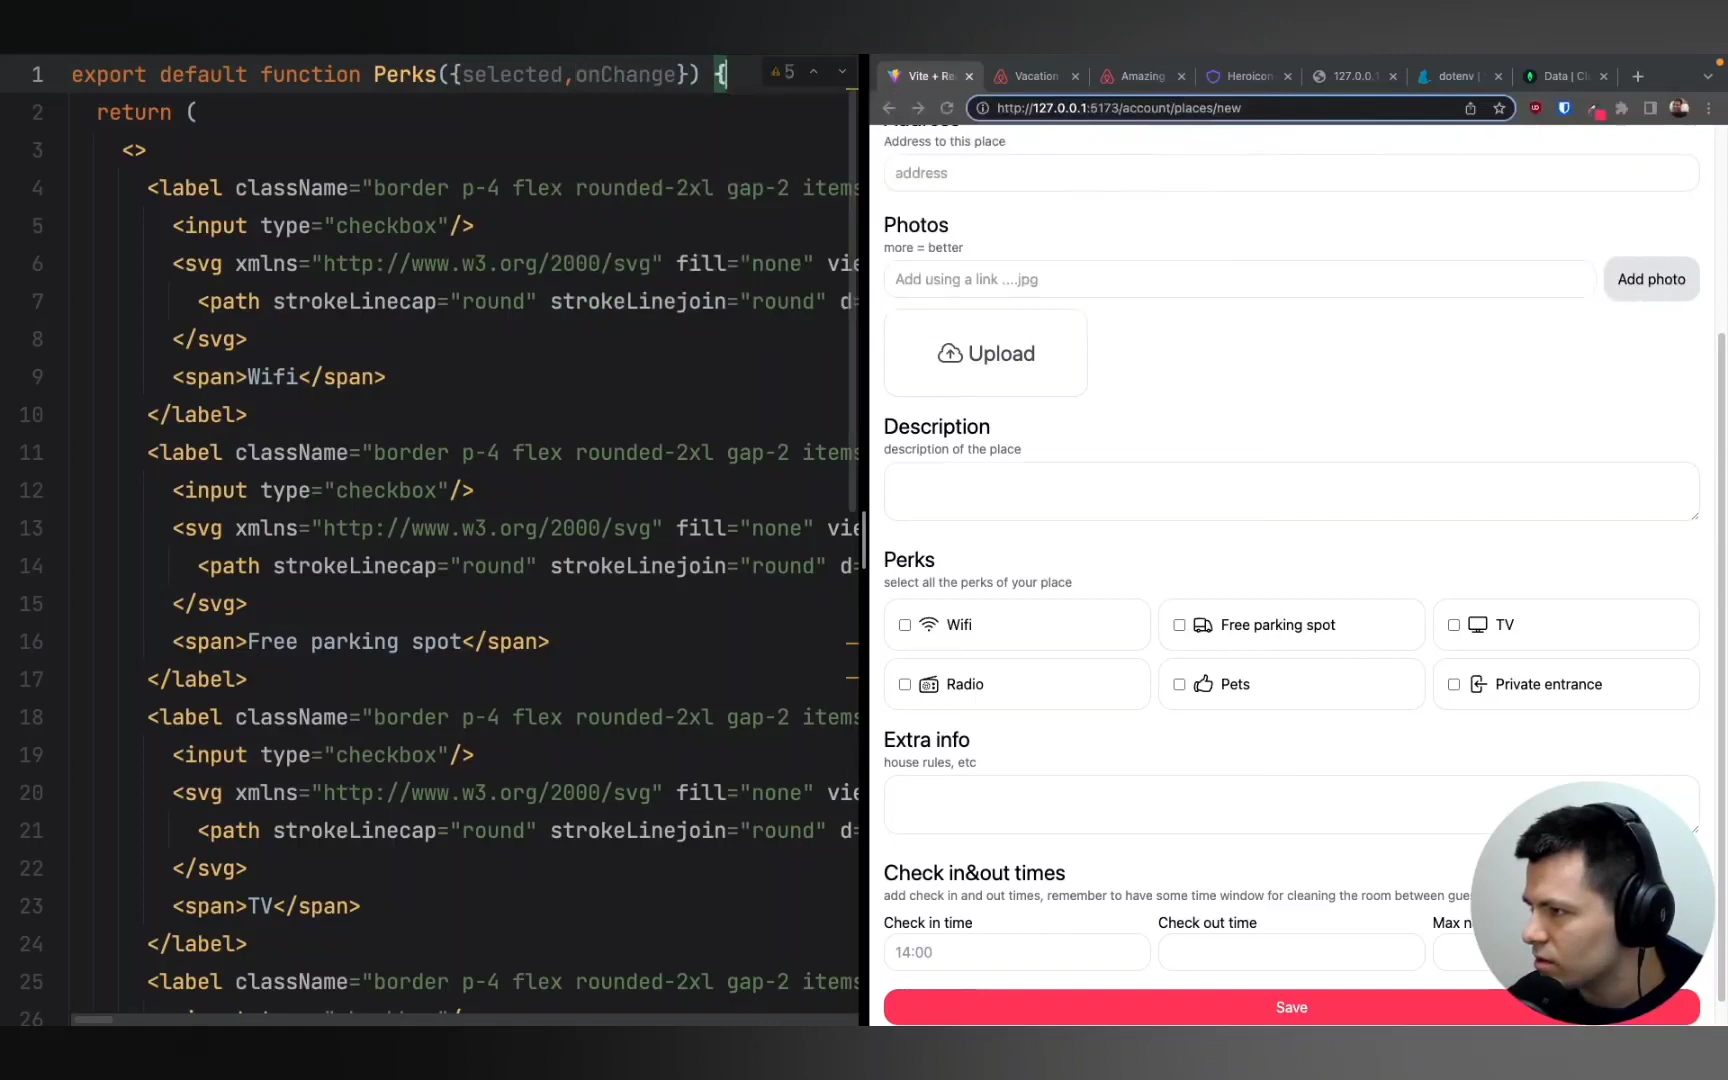 1 export default function Perks({selected,onChange}) {
5
2 return (
3 <>
4 <label className="border p-4 flex rounded-2xl gap-2 items
5 <input type="checkbox"/>
6 <svg xmlns="http://www.w3.org/2000/svg" fill="none" vie
7 <path strokeLinecap="round" strokeLinejoin="round" d=
8 </svg>
9 <span>Wifi</span>
10 </label>
11 <label className="border p-4 flex rounded-2xl gap-2 items
12 <input type="checkbox"/>
13 <svg xmlns="http://www.w3.org/2000/svg" fill="none" vie
14 <path strokeLinecap="round" strokeLinejoin="round" d=
15 </svg>
16 <span>Free parking spot</span>
17 </label>
18 <label className="border p-4 flex rounded-2xl gap-2 items
19 <input type="checkbox"/>
20 <svg xmlns="http://www.w3.org/2000/svg" fill="none" vie
21 <path strokeLinecap="round" strokeLinejoin="round" d=
22 </svg>
23 <span>TV</span>
24 </label>
25 <label className="border p-4 flex rounded-2xl gap-2 items
26
Vite + Re Vacation Amazing Heroicon 127.0.0.1: dotenv Data | Cl
http://127.0.0.1:5173/account/places/new
Address to this place
address
Photos
more = better
Add using a link ....jpg
Add photo
Upload
Description
description of the place
Perks
select all the perks of your place
Wifi Free parking spot TV
Radio Pets Private entrance
Extra info
house rules, etc
Check in&out times
add check in and out times, remember to have some time window for cleaning the room between gue
Check in time Check out time Max n
14:00
Save